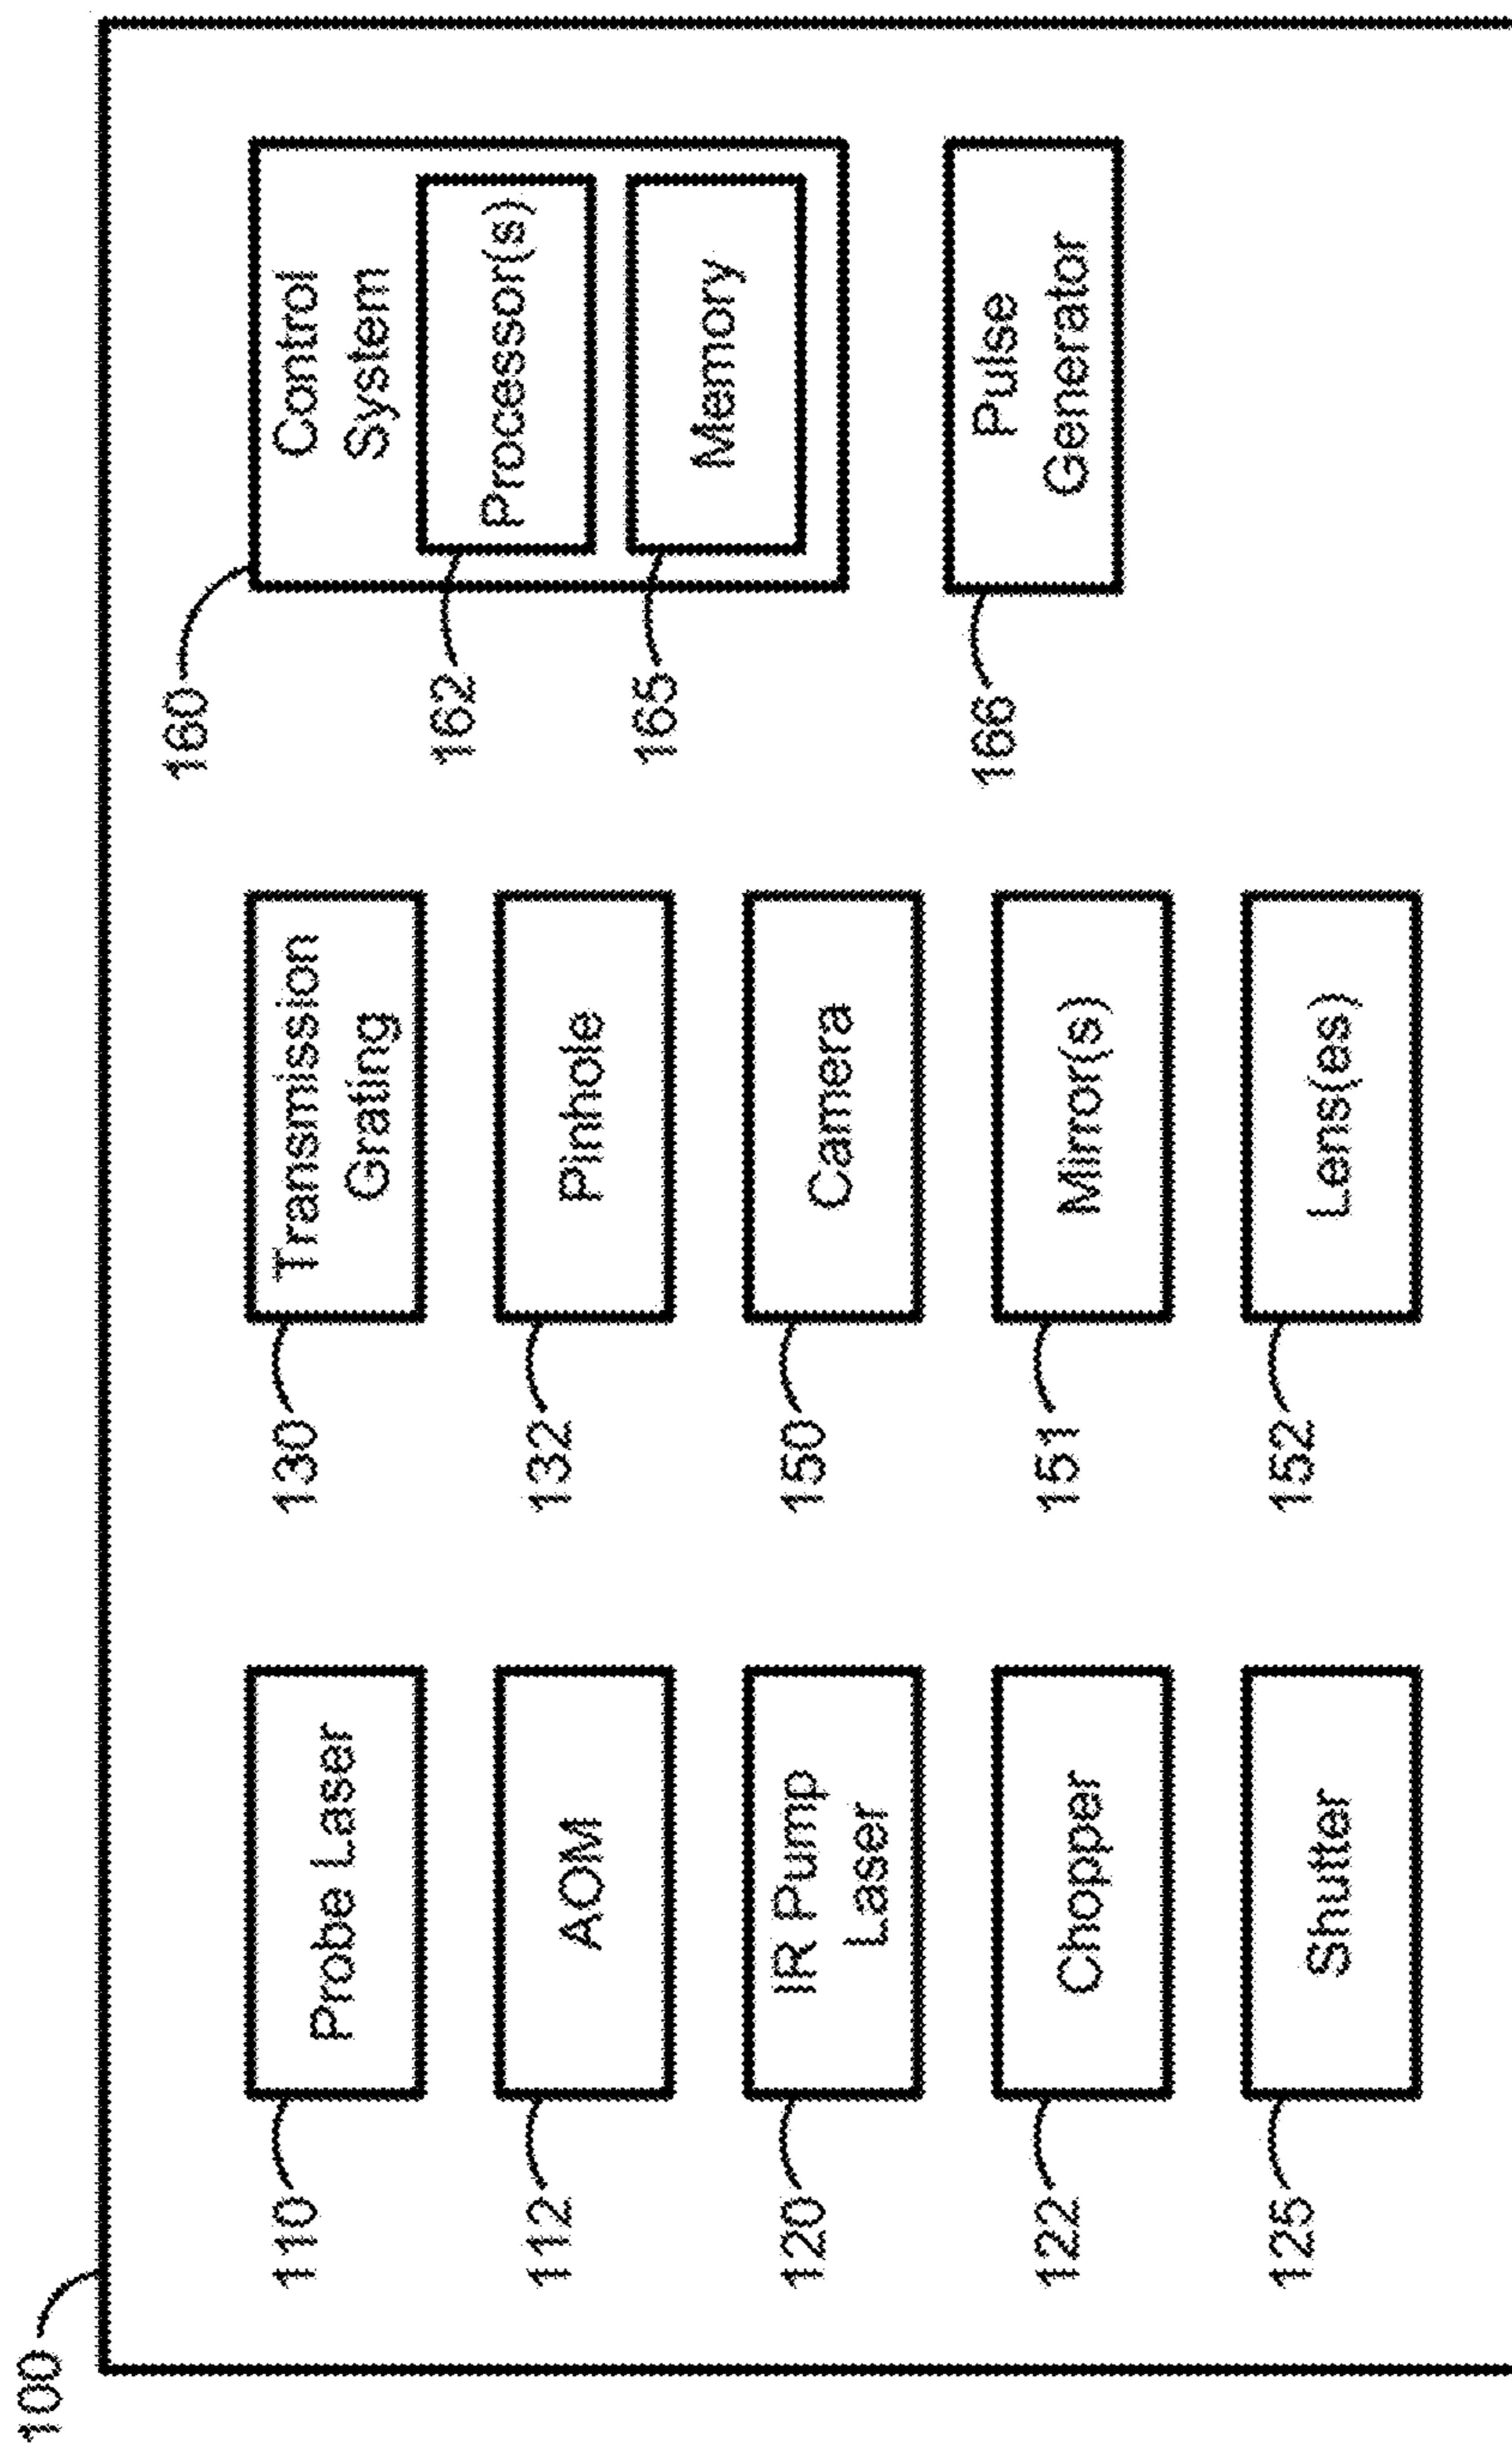 100
110
Probe Laser
112
AOM
120
IR Pump
Laser
122
Chopper
125
Shutter
130
Transmission
Grating
132
Pinhole
150
Camera
151
Mirror(s)
152
Lens(es)
160
Control
System
162
Processor(s)
165
Memory
166
Pulse
Generator